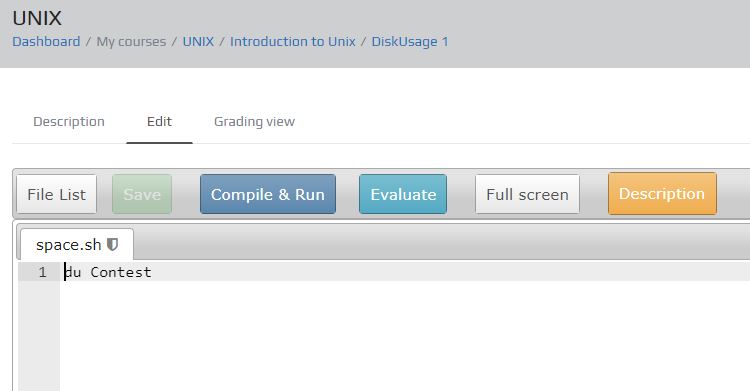 UNIX
Dashboard / My courses / UNIX / Introduction to Unix / DiskUsage 1
Description Edit Grading view
File List Save Compile & Run Evaluate Full screen Description
space.sh
1 du Contest